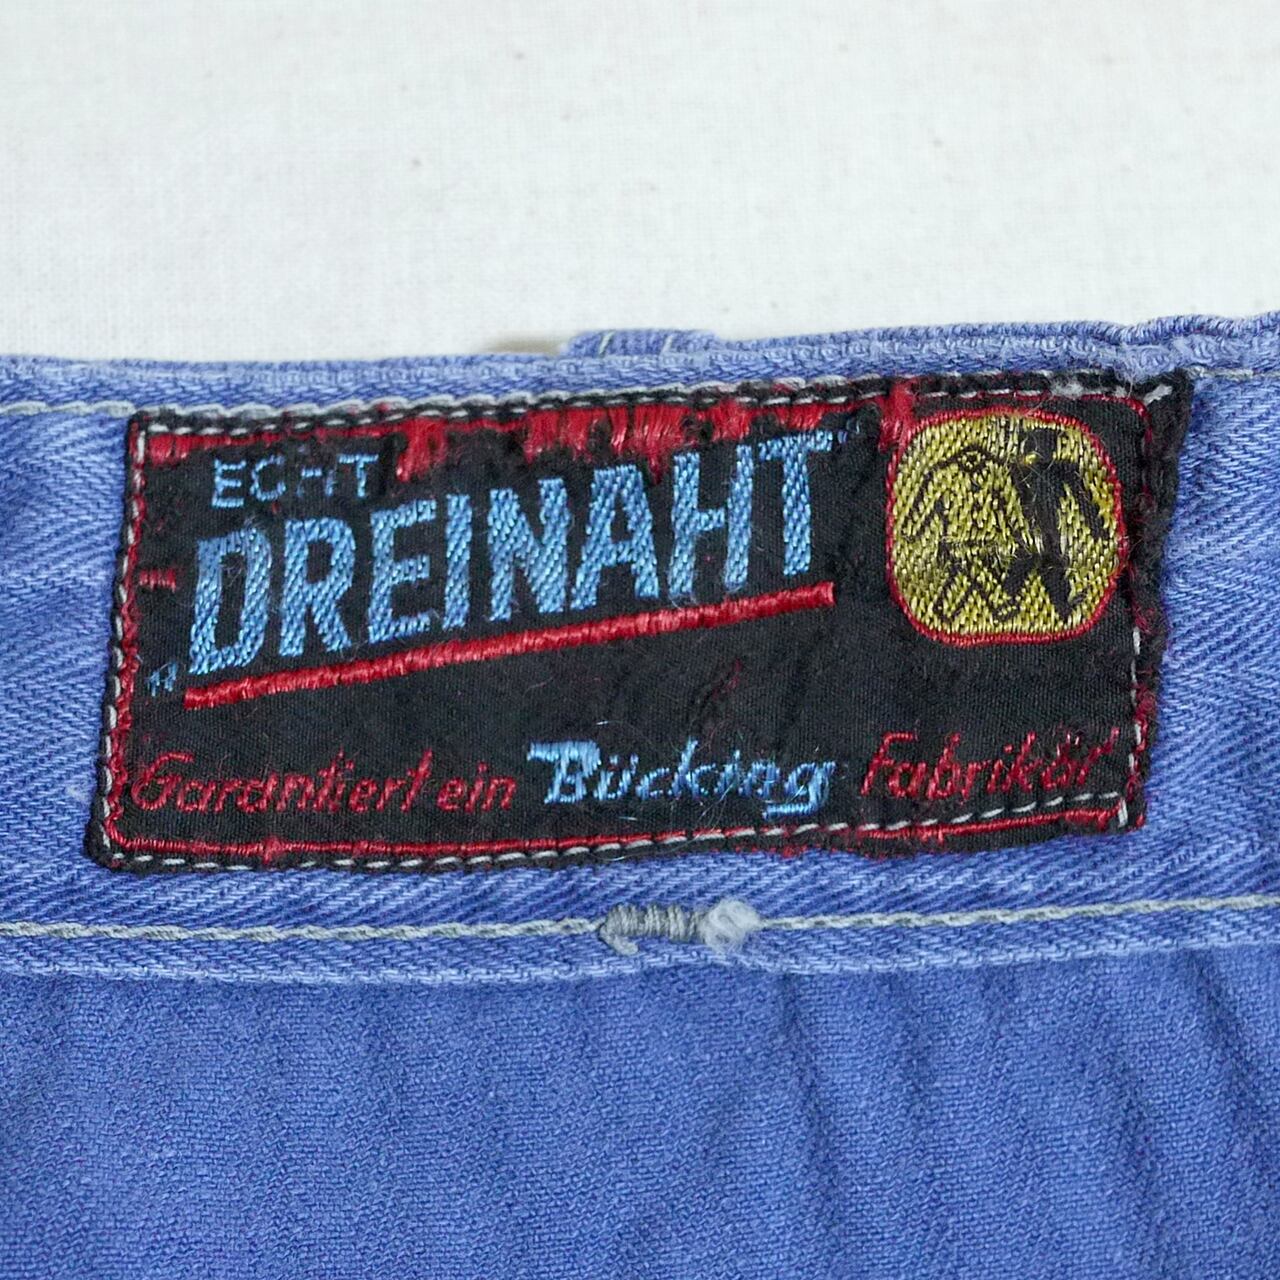 ECHT
„DREINAHT"
Garantiert ein Bücking Fabrikat